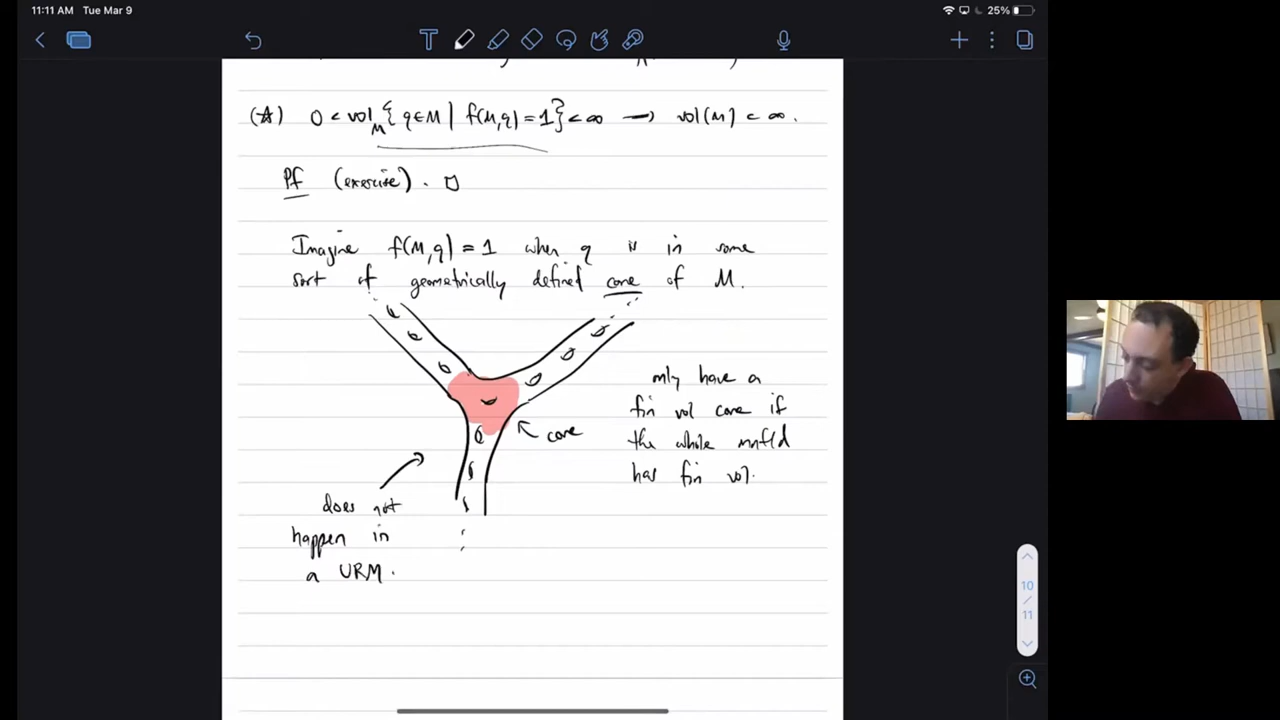 11:11 AM Tue Mar 9
25%
(A) 0 < vol_M { q ∈ M | f(M,q) = 1 } < ∞ → vol(M) < ∞.
Pf (exercise). □
Imagine f(M,q) = 1 when q is in some
sort of geometrically defined core of M.
only have a
fin vol core if
the whole mnfld
has fin vol.
core
does not
happen in
a URM.
10
/
11